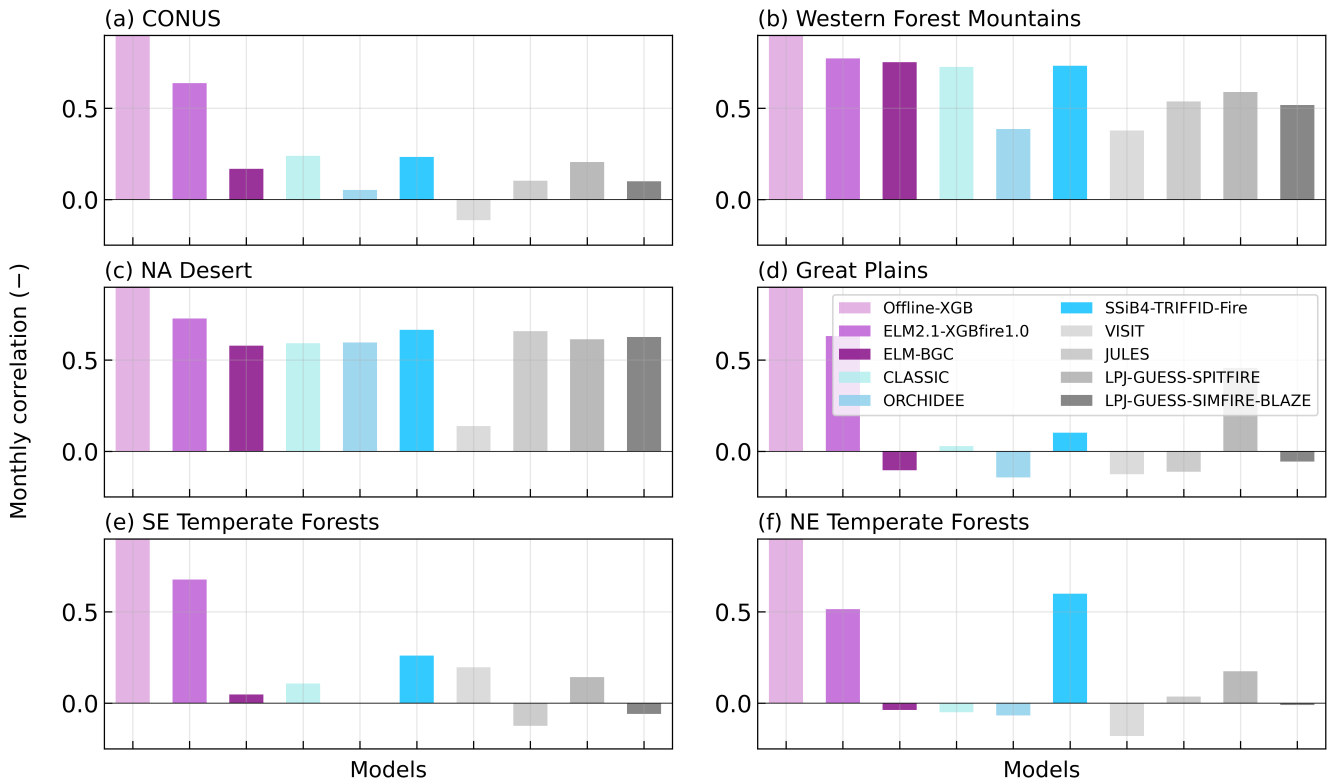 (a) CONUS
0.5
0.0
(b) Western Forest Mountains
0.5
0.0
Monthly correlation (−)
(c) NA Desert
0.5
0.0
(d) Great Plains
0.5
0.0
Offline-XGB
ELM2.1-XGBfire1.0
ELM-BGC
CLASSIC
ORCHIDEE
SSiB4-TRIFFID-Fire
VISIT
JULES
LPJ-GUESS-SPITFIRE
LPJ-GUESS-SIMFIRE-BLAZE
(e) SE Temperate Forests
0.5
0.0
Models
(f) NE Temperate Forests
0.5
0.0
Models